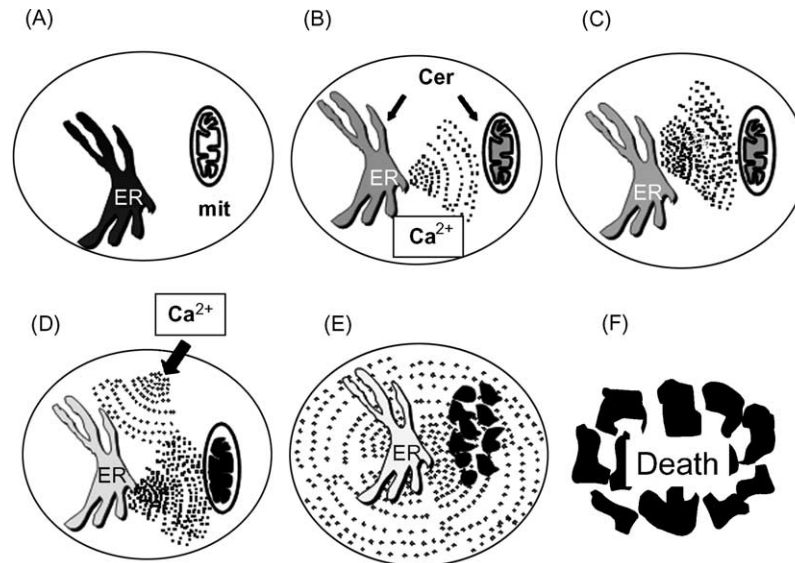 (A)
ER
mit
(B)
Cer
ER
Ca²⁺
(C)
ER
(D)
Ca²⁺
ER
(E)
ER
(F)
Death